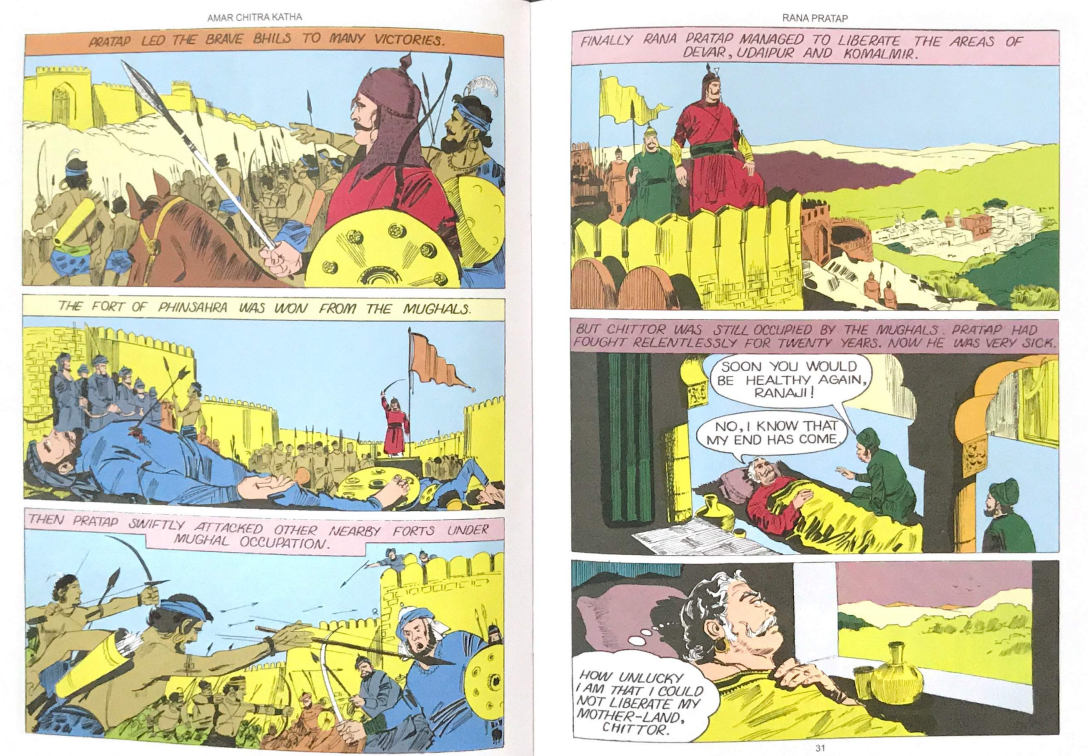 AMAR CHITRA KATHA
PRATAP LED THE BRAVE BHILS TO MANY VICTORIES.
THE FORT OF PHINSAHRA WAS WON FROM THE MUGHALS.
THEN PRATAP SWIFTLY ATTACKED OTHER NEARBY FORTS UNDER
MUGHAL OCCUPATION.
RANA PRATAP
FINALLY RANA PRATAP MANAGED TO LIBERATE THE AREAS OF
DEVAR, UDAIPUR AND KOMALMIR.
BUT CHITTOR WAS STILL OCCUPIED BY THE MUGHALS. PRATAP HAD
FOUGHT RELENTLESSLY FOR TWENTY YEARS. NOW HE WAS VERY SICK.
SOON YOU WOULD
BE HEALTHY AGAIN,
RANAJI!
NO, I KNOW THAT
MY END HAS COME.
HOW UNLUCKY
I AM THAT I COULD
NOT LIBERATE MY
MOTHER-LAND,
CHITTOR.
31